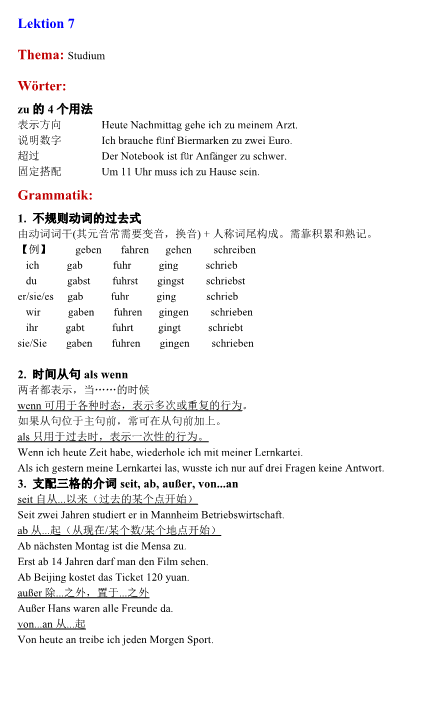 Lektion 7
Thema: Studium
Wörter:
zu 的 4 个用法
表示方向 Heute Nachmittag gehe ich zu meinem Arzt.
说明数字 Ich brauche fünf Biermarken zu zwei Euro.
超过 Der Notebook ist für Anfänger zu schwer.
固定搭配 Um 11 Uhr muss ich zu Hause sein.
Grammatik:
1. 不规则动词的过去式
由动词词干(其元音常需要变音，换音) + 人称词尾构成。需靠积累和熟记。
【例】 geben fahren gehen schreiben
ich gab fuhr ging schrieb
du gabst fuhrst gingst schriebst
er/sie/es gab fuhr ging schrieb
wir gaben fuhren gingen schrieben
ihr gabt fuhrt gingt schriebt
sie/Sie gaben fuhren gingen schrieben
2. 时间从句 als wenn
两者都表示，当……的时候
wenn 可用于各种时态，表示多次或重复的行为。
如果从句位于主句前，常可在从句前加上。
als 只用于过去时，表示一次性的行为。
Wenn ich heute Zeit habe, wiederhole ich mit meiner Lernkartei.
Als ich gestern meine Lernkartei las, wusste ich nur auf drei Fragen keine Antwort.
3. 支配三格的介词 seit, ab, außer, von...an
seit 自从...以来（过去的某个点开始）
Seit zwei Jahren studiert er in Mannheim Betriebswirtschaft.
ab 从...起（从现在/某个数/某个地点开始）
Ab nächsten Montag ist die Mensa zu.
Erst ab 14 Jahren darf man den Film sehen.
Ab Beijing kostet das Ticket 120 yuan.
außer 除...之外，置于...之外
Außer Hans waren alle Freunde da.
von...an 从...起
Von heute an treibe ich jeden Morgen Sport.